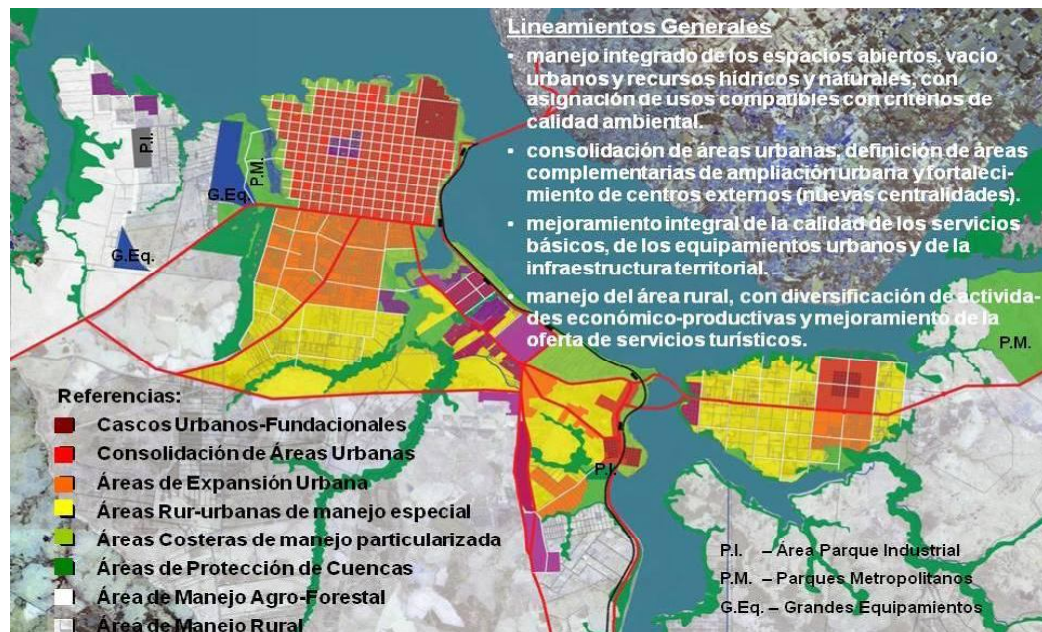 Lineamientos Generales
• manejo integrado de los espacios abiertos, vacío
urbanos y recursos hídricos y naturales, con
asignación de usos compatibles con criterios de
calidad ambiental.
• consolidación de áreas urbanas, definición de áreas
complementarias de ampliación urbana y fortaleci-
miento de centros externos (nuevas centralidades).
• mejoramiento integral de la calidad de los servicios
básicos, de los equipamientos urbanos y de la
infraestructura territorial.
• manejo del área rural, con diversificación de activida-
des económico-productivas y mejoramiento de la
oferta de servicios turísticos.
P.I.
P.M.
G.Eq.
G.Eq.
P.M.
P.I.
Referencias:
Cascos Urbanos-Fundacionales
Consolidación de Áreas Urbanas
Áreas de Expansión Urbana
Áreas Rur-urbanas de manejo especial
Áreas Costeras de manejo particularizada
Áreas de Protección de Cuencas
Área de Manejo Agro-Forestal
Área de Manejo Rural
P.I. – Área Parque Industrial
P.M. – Parques Metropolitanos
G.Eq. – Grandes Equipamientos